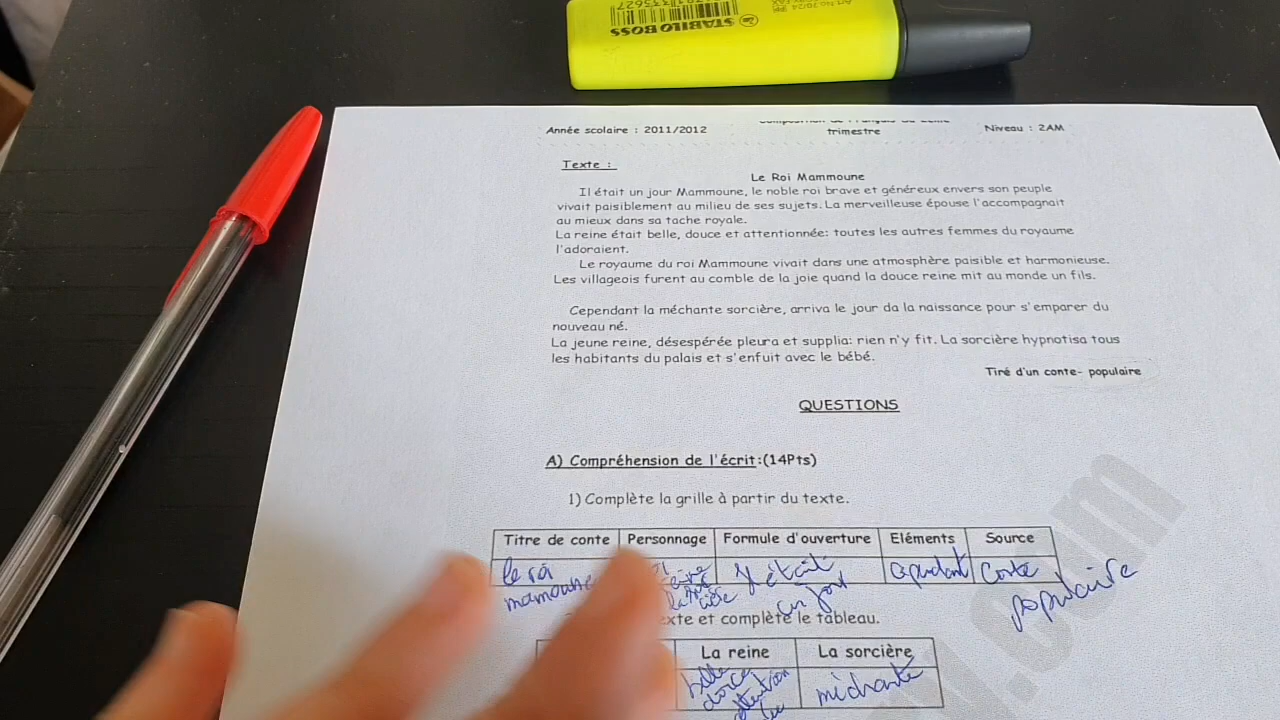 STABILO BOSS
Année scolaire : 2011/2012
trimestre
Niveau : 2AM
Texte :
Le Roi Mammoune
Il était un jour Mammoune, le noble roi brave et généreux envers son peuple
vivait paisiblement au milieu de ses sujets. La merveilleuse épouse l'accompagnait
au mieux dans sa tache royale.
La reine était belle, douce et attentionnée: toutes les autres femmes du royaume
l'adoraient.
Le royaume du roi Mammoune vivait dans une atmosphère paisible et harmonieuse.
Les villageois furent au comble de la joie quand la douce reine mit au monde un fils.
Cependant la méchante sorcière, arriva le jour da la naissance pour s'emparer du
nouveau né.
La jeune reine, désespérée pleura et supplia: rien n'y fit. La sorcière hypnotisa tous
les habitants du palais et s'enfuit avec le bébé.
Tiré d'un conte- populaire
QUESTIONS
A) Compréhension de l'écrit:(14Pts)
1) Complète la grille à partir du texte.
Titre de conte Personnage Formule d'ouverture Eléments Source
mamoune était un jour conte populaire
exte et complète le tableau.
La reine La sorcière
belle michante